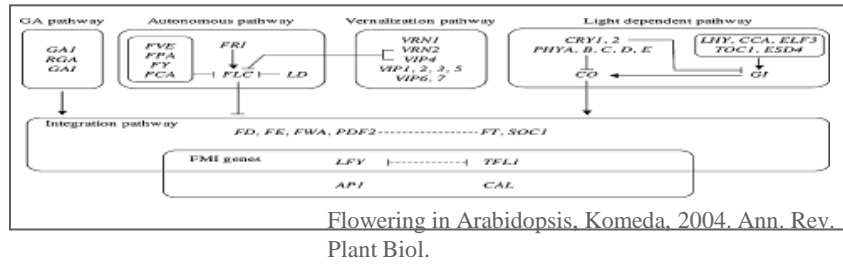 GA pathway Autonomous pathway Vernalization pathway Light dependent pathway
GA1
RGA
GAI
FVE
FPA
FY
FCA
FRI
FLC
LD
VRN1
VRN2
VIP4
VIP1, 2, 3, 5
VIP6, 7
CRY1, 2
PHYA, B, C, D, E
CO
LHY, CCA, ELF3
TOC1, ESD4
GI
Integration pathway
FD, FE, FWA, PDF2 FT, SOC1
FMI genes
LFY TFL1
AP1 CAL
Flowering in Arabidopsis, Komeda, 2004. Ann. Rev.
Plant Biol.